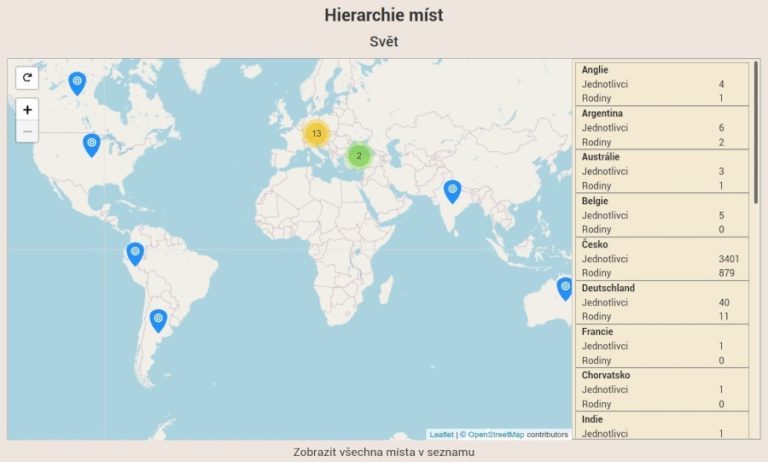 Hierarchie míst
Svět
+
−
13
2
Leaflet | © OpenStreetMap contributors
Anglie
Jednotlivci 4
Rodiny 1
Argentina
Jednotlivci 6
Rodiny 2
Austrálie
Jednotlivci 3
Rodiny 1
Belgie
Jednotlivci 5
Rodiny 0
Česko
Jednotlivci 3401
Rodiny 879
Deutschland
Jednotlivci 40
Rodiny 11
Francie
Jednotlivci 1
Rodiny 0
Chorvatsko
Jednotlivci 1
Rodiny 0
Indie
Jednotlivci 1
Zobrazit všechna místa v seznamu